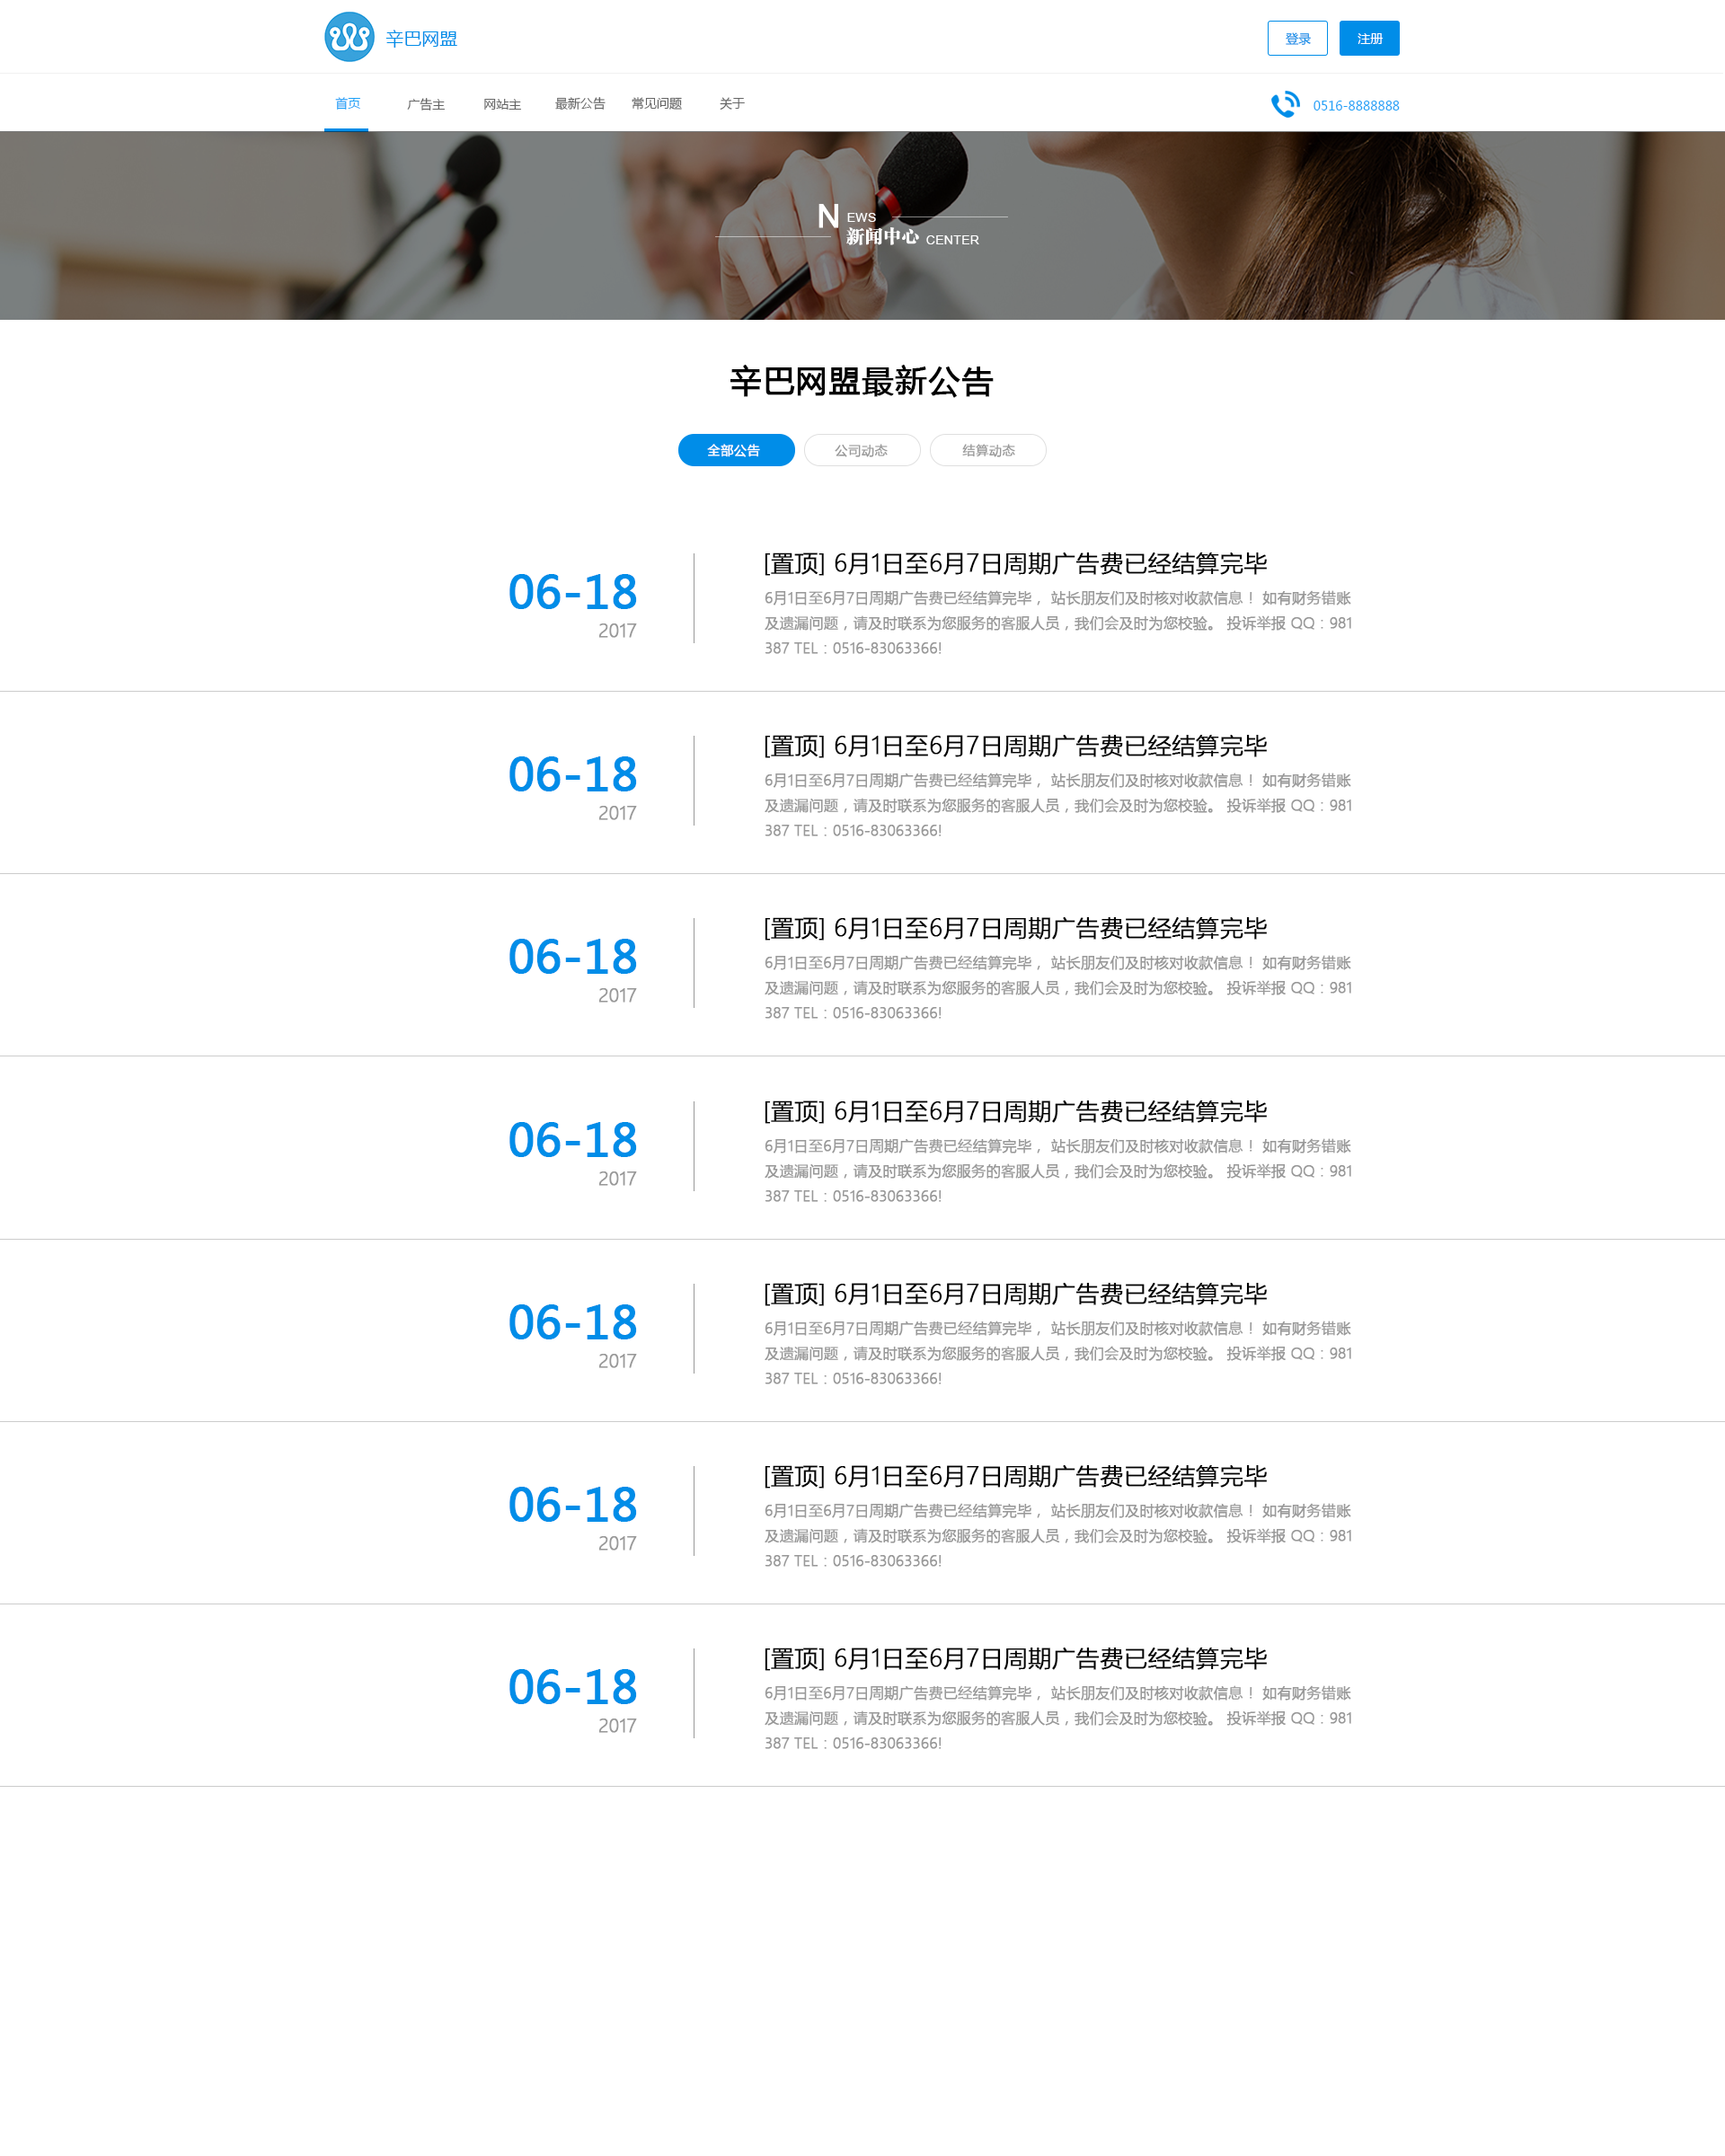 辛巴网盟
登录
注册
首页
广告主
网站主
最新公告
常见问题
关于
0516-8888888
NEWS
新闻中心 CENTER
辛巴网盟最新公告
全部公告
公司动态
结算动态
06-18
2017
[置顶] 6月1日至6月7日周期广告费已经结算完毕
6月1日至6月7日周期广告费已经结算完毕， 站长朋友们及时核对收款信息！ 如有财务错账
及遗漏问题，请及时联系为您服务的客服人员，我们会及时为您校验。 投诉举报 QQ：981
387 TEL：0516-83063366!
06-18
2017
[置顶] 6月1日至6月7日周期广告费已经结算完毕
6月1日至6月7日周期广告费已经结算完毕， 站长朋友们及时核对收款信息！ 如有财务错账
及遗漏问题，请及时联系为您服务的客服人员，我们会及时为您校验。 投诉举报 QQ：981
387 TEL：0516-83063366!
06-18
2017
[置顶] 6月1日至6月7日周期广告费已经结算完毕
6月1日至6月7日周期广告费已经结算完毕， 站长朋友们及时核对收款信息！ 如有财务错账
及遗漏问题，请及时联系为您服务的客服人员，我们会及时为您校验。 投诉举报 QQ：981
387 TEL：0516-83063366!
06-18
2017
[置顶] 6月1日至6月7日周期广告费已经结算完毕
6月1日至6月7日周期广告费已经结算完毕， 站长朋友们及时核对收款信息！ 如有财务错账
及遗漏问题，请及时联系为您服务的客服人员，我们会及时为您校验。 投诉举报 QQ：981
387 TEL：0516-83063366!
06-18
2017
[置顶] 6月1日至6月7日周期广告费已经结算完毕
6月1日至6月7日周期广告费已经结算完毕， 站长朋友们及时核对收款信息！ 如有财务错账
及遗漏问题，请及时联系为您服务的客服人员，我们会及时为您校验。 投诉举报 QQ：981
387 TEL：0516-83063366!
06-18
2017
[置顶] 6月1日至6月7日周期广告费已经结算完毕
6月1日至6月7日周期广告费已经结算完毕， 站长朋友们及时核对收款信息！ 如有财务错账
及遗漏问题，请及时联系为您服务的客服人员，我们会及时为您校验。 投诉举报 QQ：981
387 TEL：0516-83063366!
06-18
2017
[置顶] 6月1日至6月7日周期广告费已经结算完毕
6月1日至6月7日周期广告费已经结算完毕， 站长朋友们及时核对收款信息！ 如有财务错账
及遗漏问题，请及时联系为您服务的客服人员，我们会及时为您校验。 投诉举报 QQ：981
387 TEL：0516-83063366!